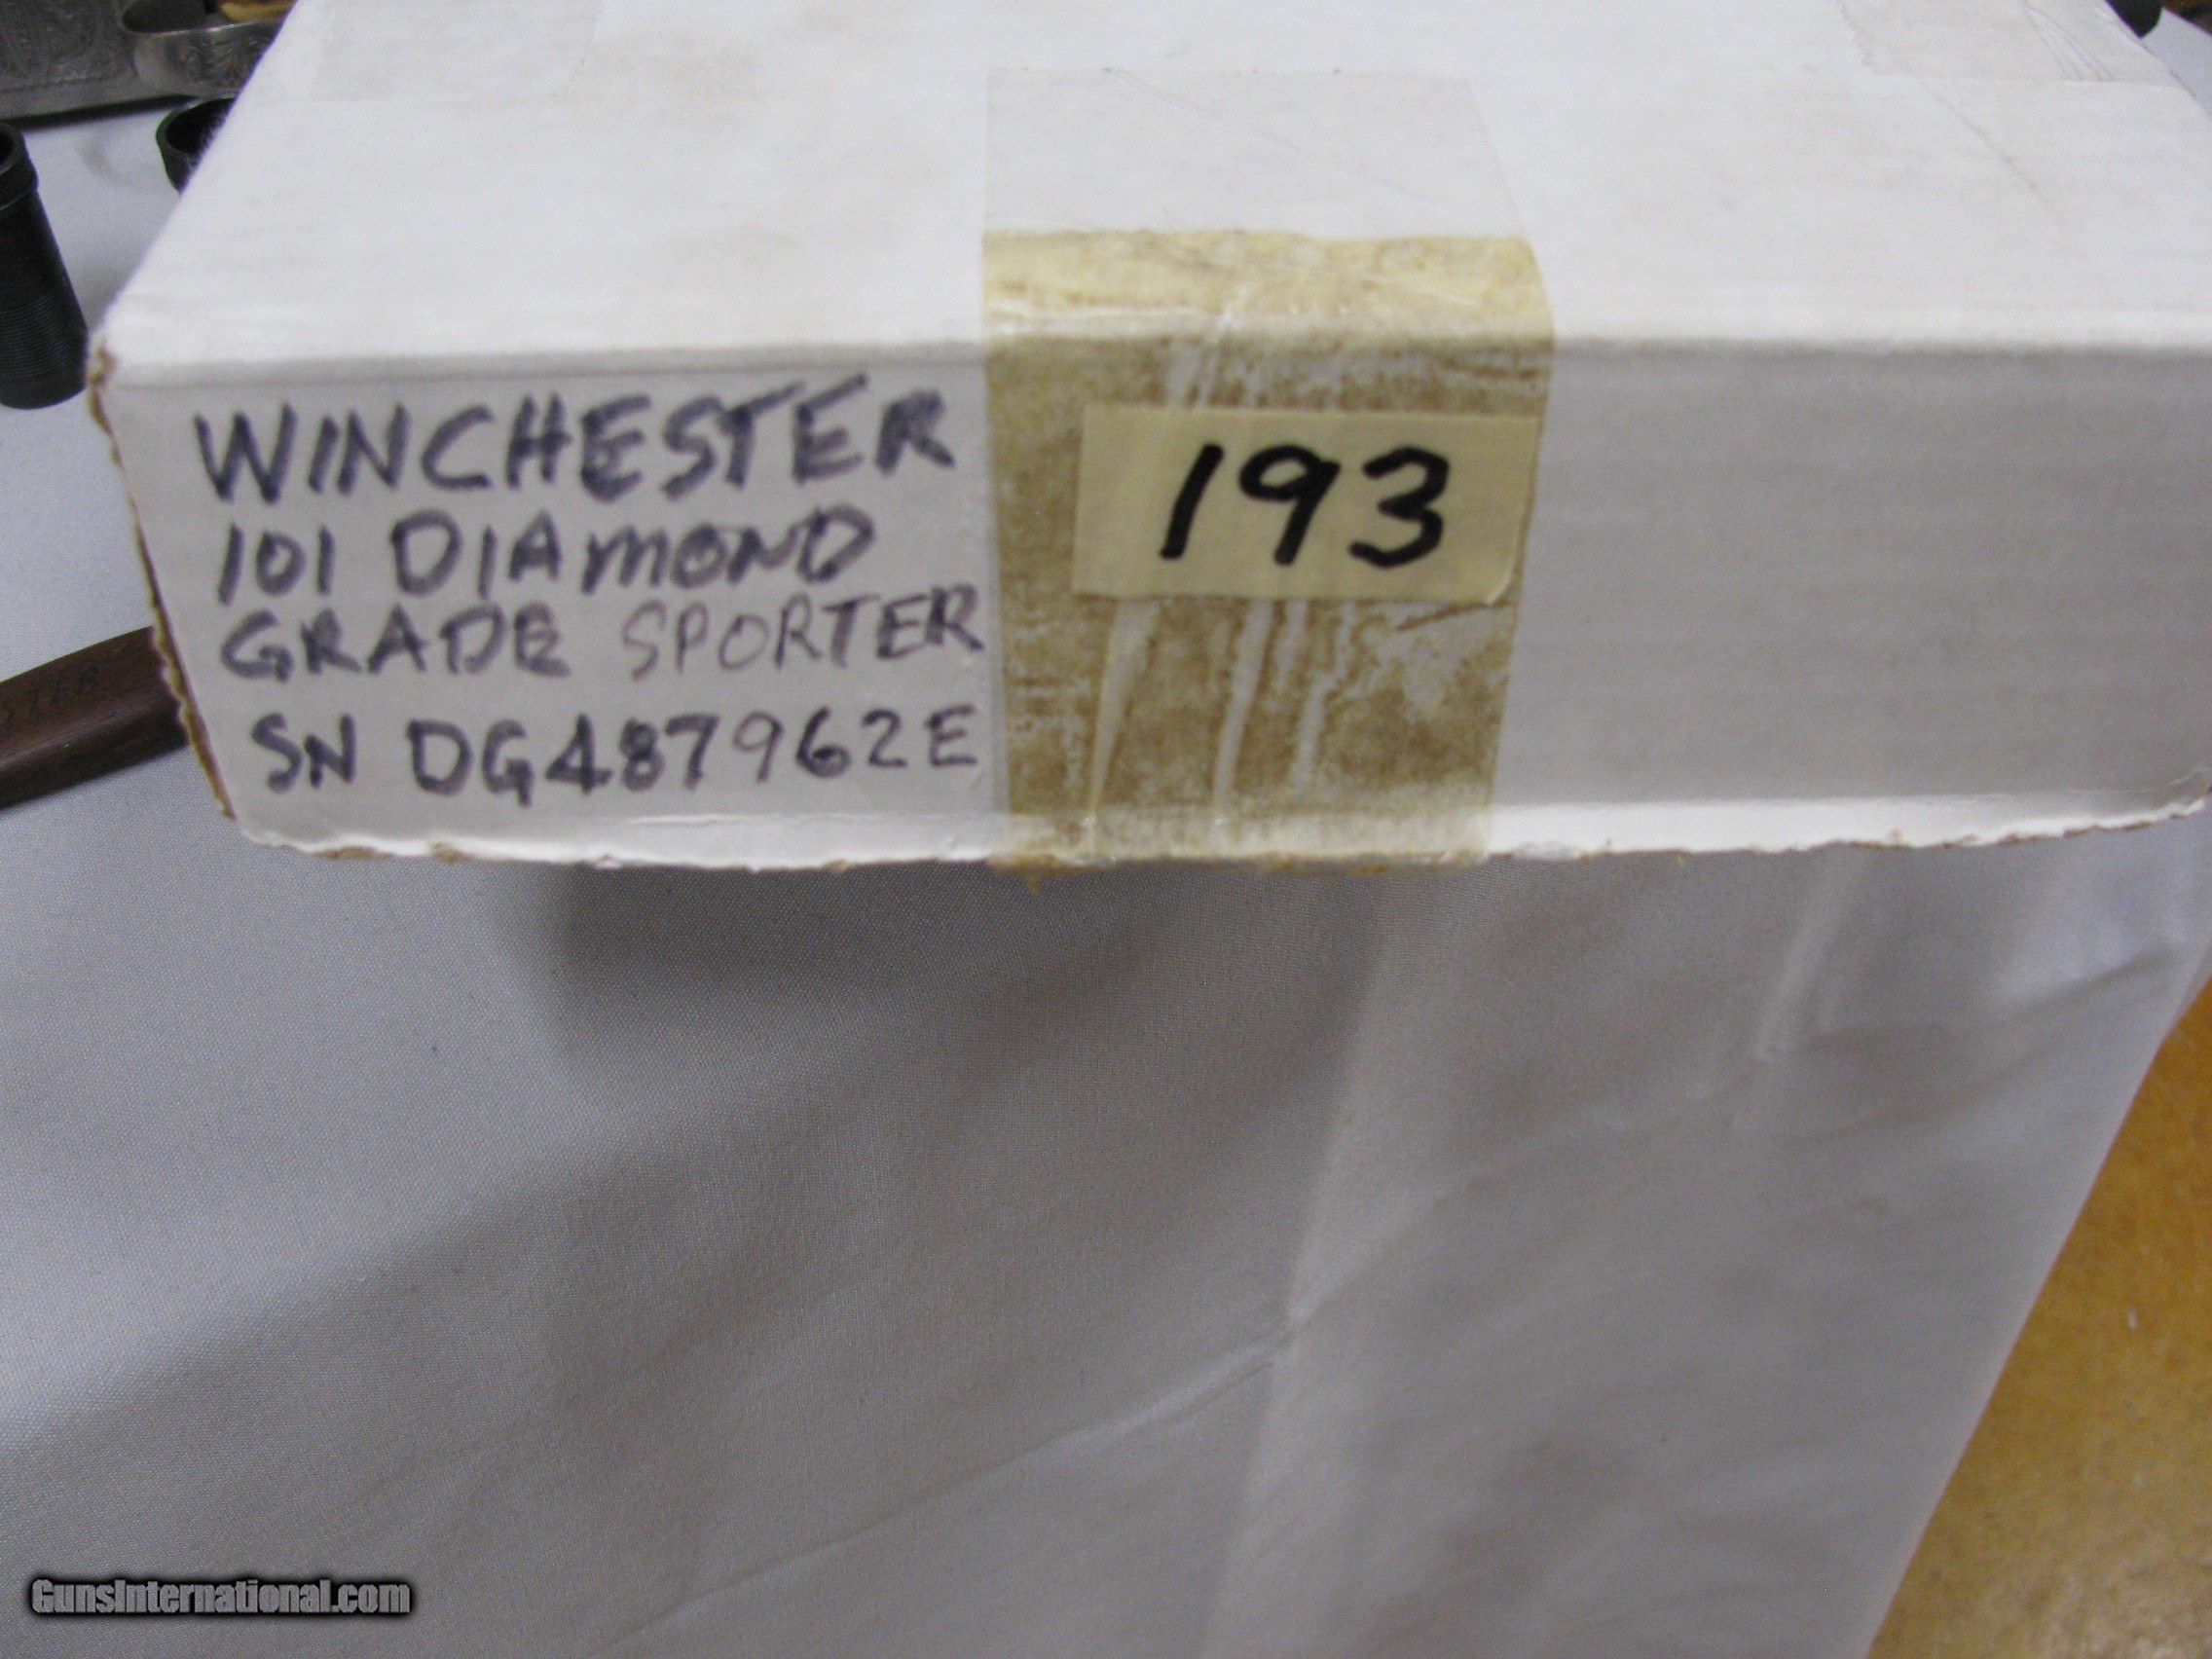 WINCHESTER
101 DIAMOND
GRADE SPORTER
SN DG487962E
193
GunsInternational.com